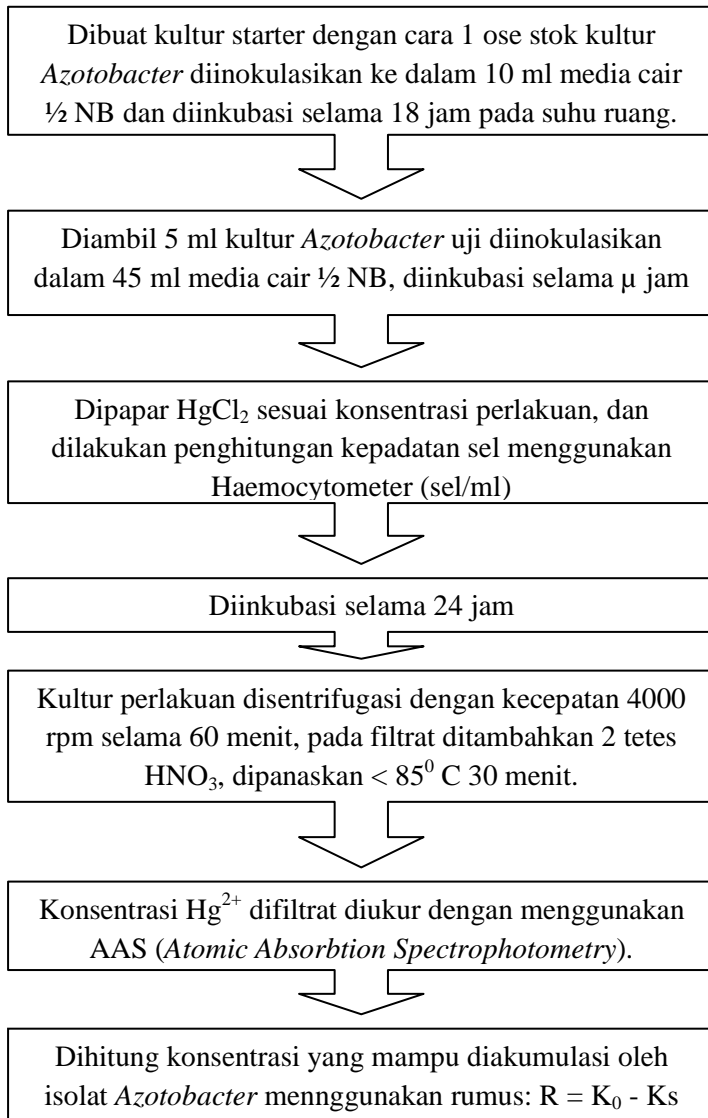 Dibuat kultur starter dengan cara 1 ose stok kultur
Azotobacter diinokulasikan ke dalam 10 ml media cair
½ NB dan diinkubasi selama 18 jam pada suhu ruang.
Diambil 5 ml kultur Azotobacter uji diinokulasikan
dalam 45 ml media cair ½ NB, diinkubasi selama µ jam
Dipapar HgCl₂ sesuai konsentrasi perlakuan, dan
dilakukan penghitungan kepadatan sel menggunakan
Haemocytometer (sel/ml)
Diinkubasi selama 24 jam
Kultur perlakuan disentrifugasi dengan kecepatan 4000
rpm selama 60 menit, pada filtrat ditambahkan 2 tetes
HNO₃, dipanaskan < 85⁰ C 30 menit.
Konsentrasi Hg²⁺ difiltrat diukur dengan menggunakan
AAS (Atomic Absorbtion Spectrophotometry).
Dihitung konsentrasi yang mampu diakumulasi oleh
isolat Azotobacter mennggunakan rumus: R = K₀ - Ks